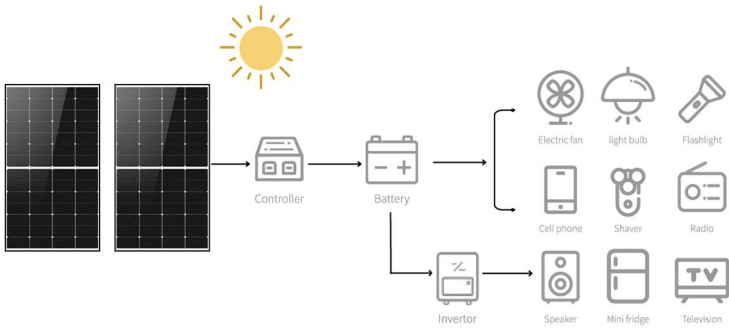 Electric fan
light bulb
Flashlight
Controller
Battery
Cell phone
Shaver
Radio
TV
Invertor
Speaker
Mini fridge
Television